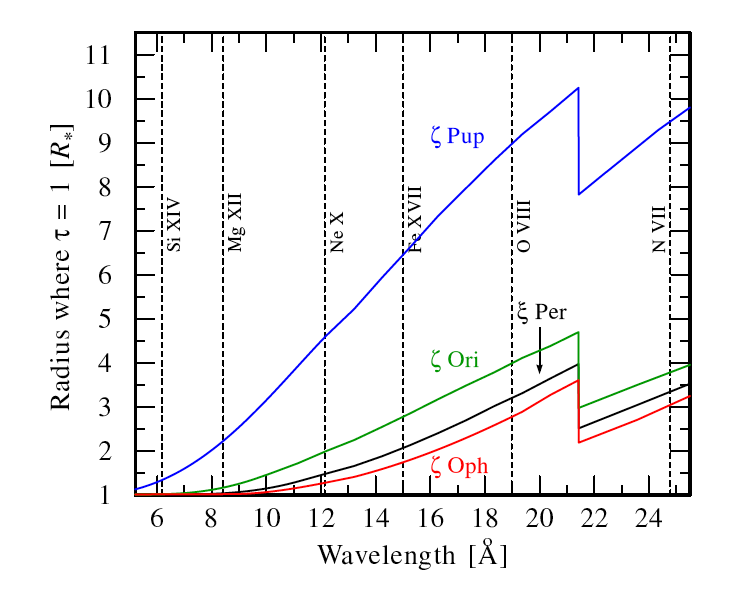 11
10
9
8
7
6
5
4
3
2
1
Radius where τ = 1 [R*]
Si XIV
Mg XII
Ne X
Fe XVII
O VIII
N VII
ζ Pup
ξ Per
ζ Ori
ζ Oph
6 8 10 12 14 16 18 20 22 24
Wavelength [Å]